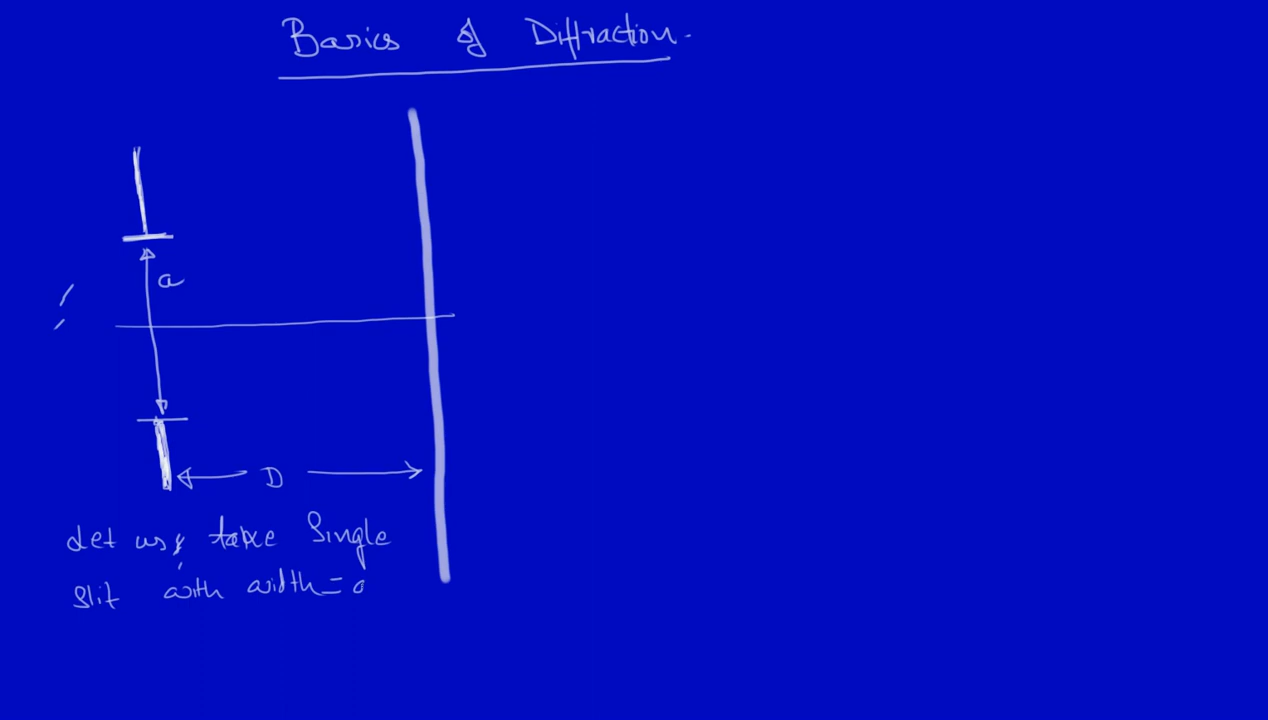 Basics of Diffraction.
a
D
Let us take Single
slit with width =